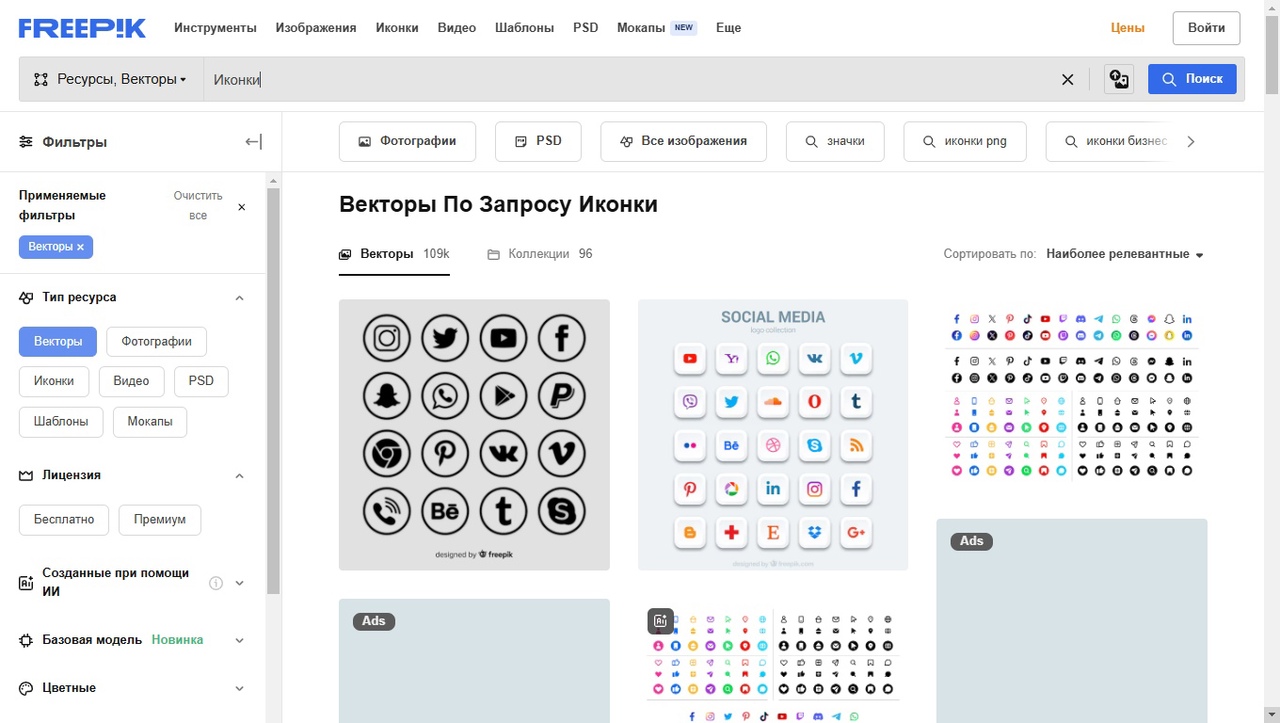 FREEPIK
Инструменты Изображения Иконки Видео Шаблоны PSD Мокапы NEW Еще Цены Войти
Ресурсы, Векторы Иконки Поиск
Фильтры
Фотографии PSD Все изображения значки иконки png иконки бизнес
Применяемые фильтры
Очистить все
Векторы ×
Векторы По Запросу Иконки
Векторы 109k Коллекции 96 Сортировать по: Наиболее релевантные
Тип ресурса
Векторы Фотографии
Иконки Видео PSD
Шаблоны Мокапы
Лицензия
Бесплатно Премиум
Созданные при помощи ИИ
Базовая модель Новинка
Цветные
designed by freepik
SOCIAL MEDIA
logo collection
designed by freepik.com
Ads
Ads